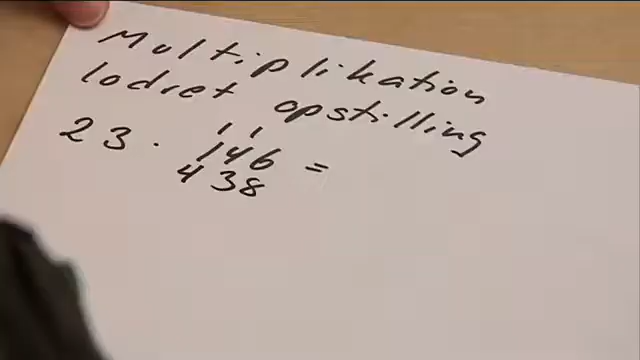 Multiplikation
lodret opstilling
1 1
23 · 146 =
438